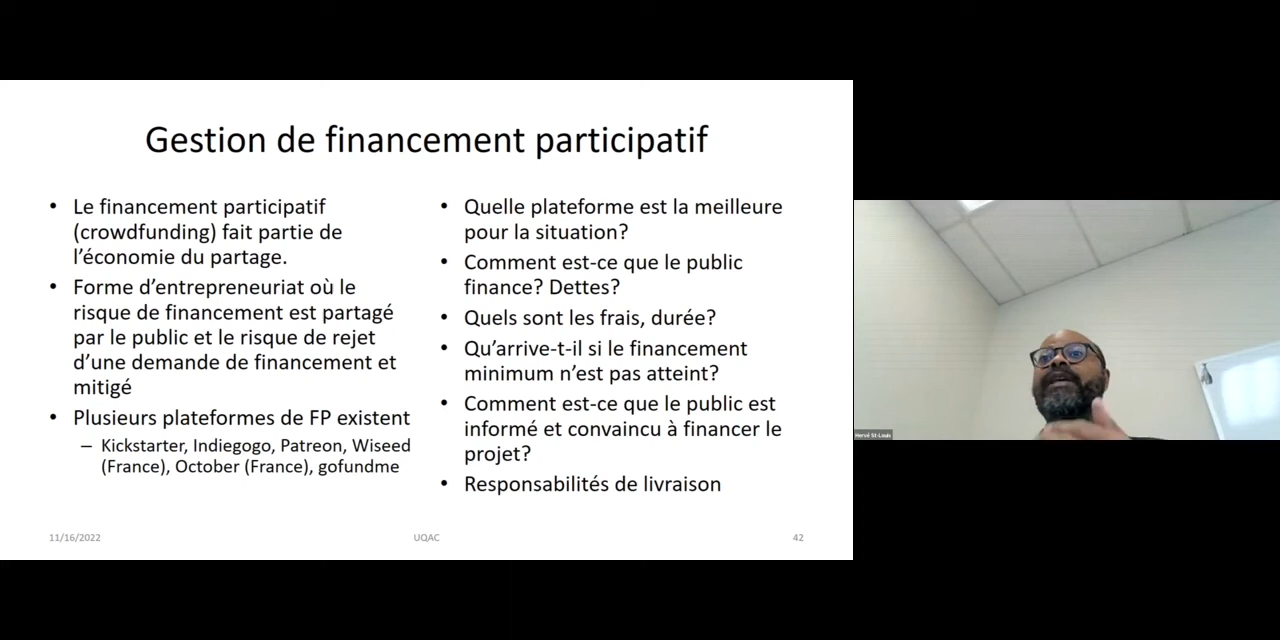 Gestion de financement participatif
• Le financement participatif
(crowdfunding) fait partie de
l'économie du partage.
• Forme d'entrepreneuriat où le
risque de financement est partagé
par le public et le risque de rejet
d'une demande de financement et
mitigé
• Plusieurs plateformes de FP existent
– Kickstarter, Indiegogo, Patreon, Wiseed
(France), October (France), gofundme
• Quelle plateforme est la meilleure
pour la situation?
• Comment est-ce que le public
finance? Dettes?
• Quels sont les frais, durée?
• Qu'arrive-t-il si le financement
minimum n'est pas atteint?
• Comment est-ce que le public est
informé et convaincu à financer le
projet?
• Responsabilités de livraison
11/16/2022
UQAC
42
Hervé St-Louis